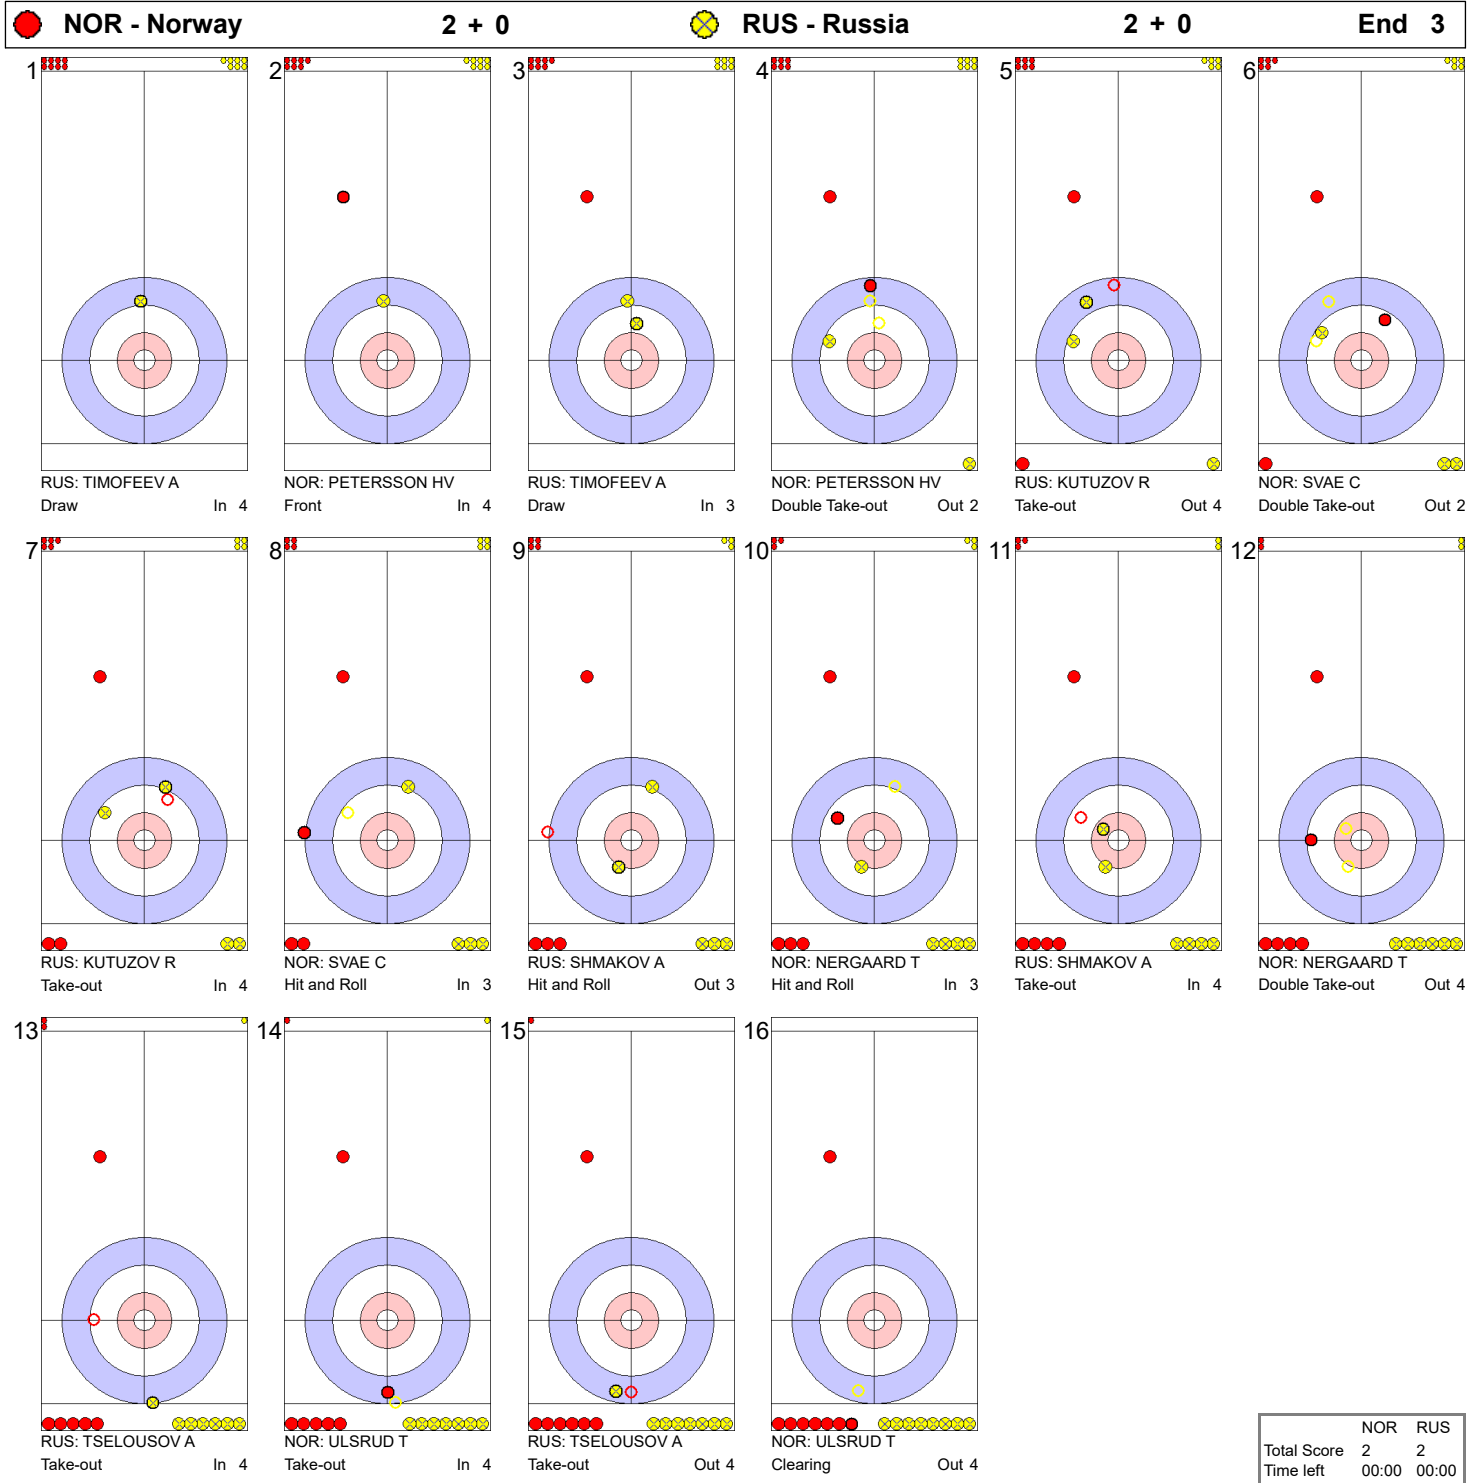 NOR - Norway 2 + 0 RUS - Russia 2 + 0 End 3
1 2 3 4 5 6
RUS: TIMOFEEV A NOR: PETERSSON HV RUS: TIMOFEEV A NOR: PETERSSON HV RUS: KUTUZOV R NOR: SVAE C
Draw In 4 Front In 4 Draw In 3 Double Take-out Out 2 Take-out Out 4 Double Take-out Out 2
7 8 9 10 11 12
RUS: KUTUZOV R NOR: SVAE C RUS: SHMAKOV A NOR: NERGAARD T RUS: SHMAKOV A NOR: NERGAARD T
Take-out In 4 Hit and Roll In 3 Hit and Roll Out 3 Hit and Roll In 3 Take-out In 4 Double Take-out Out 4
13 14 15 16
RUS: TSELOUSOV A NOR: ULSRUD T RUS: TSELOUSOV A NOR: ULSRUD T
Take-out In 4 Take-out In 4 Take-out Out 4 Clearing Out 4
NOR RUS
Total Score 2 2
Time left 00:00 00:00